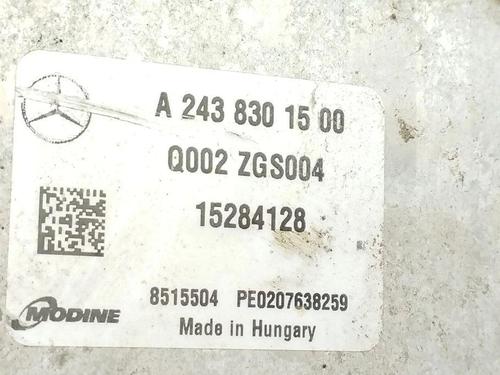 A 243 830 15 00
Q002 ZGS004
15284128
8515504 PE0207638259
MODINE
Made in Hungary